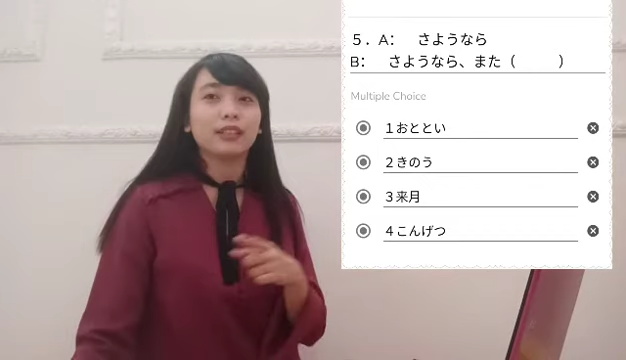 ５．A： さようなら
B： さようなら、また（ ）
Multiple Choice
１おととい
２きのう
３来月
４こんげつ